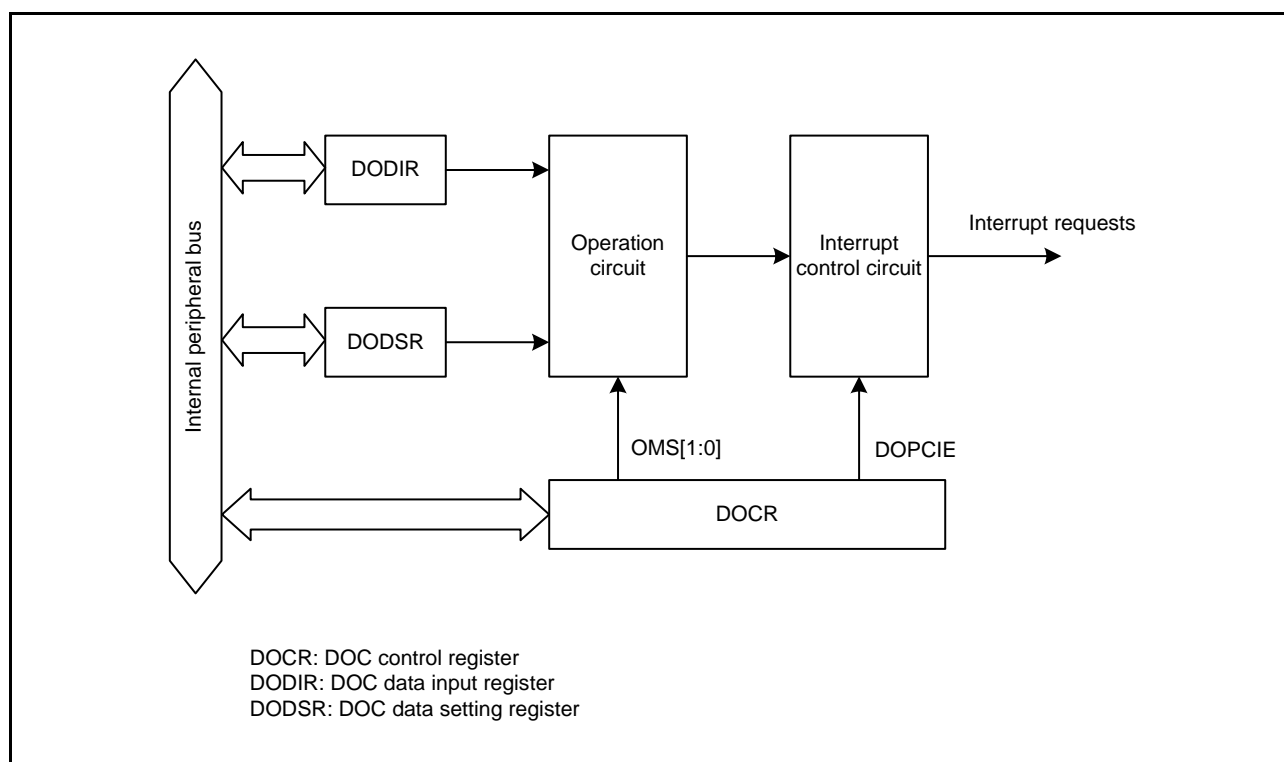 Internal peripheral bus
DODIR
DODSR
Operation
circuit
Interrupt
control circuit
Interrupt requests
OMS[1:0]
DOPCIE
DOCR
DOCR: DOC control register
DODIR: DOC data input register
DODSR: DOC data setting register